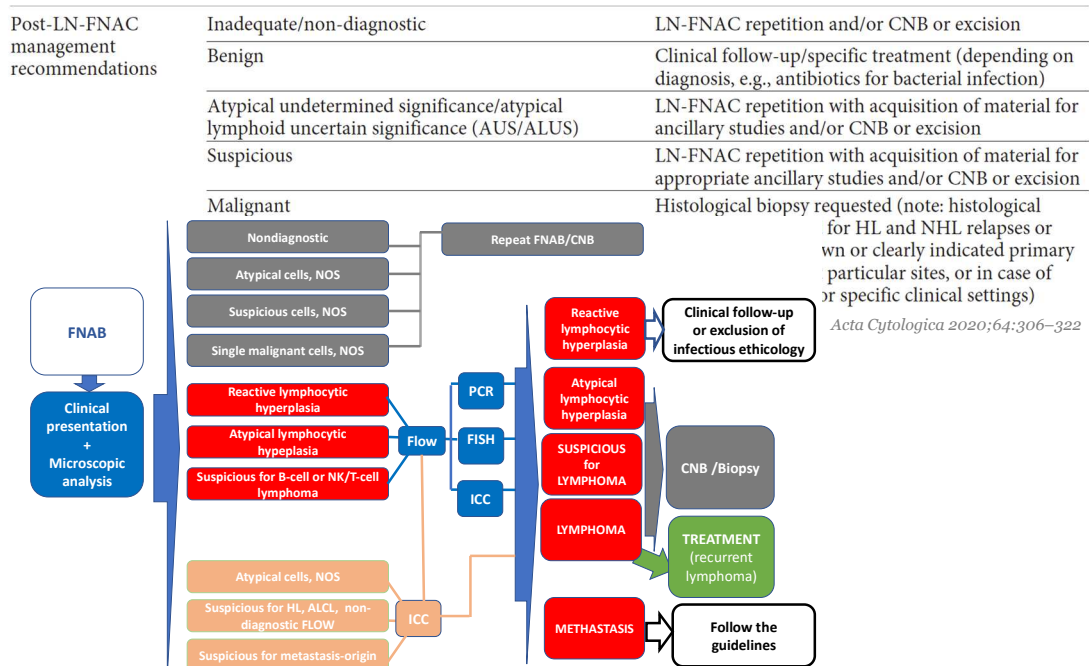 Post-LN-FNAC
management
recommendations
Inadequate/non-diagnostic
LN-FNAC repetition and/or CNB or excision
Benign
Clinical follow-up/specific treatment (depending on
diagnosis, e.g., antibiotics for bacterial infection)
Atypical undetermined significance/atypical
lymphoid uncertain significance (AUS/ALUS)
LN-FNAC repetition with acquisition of material for
ancillary studies and/or CNB or excision
Suspicious
LN-FNAC repetition with acquisition of material for
appropriate ancillary studies and/or CNB or excision
Malignant
Histological biopsy requested (note: histological
for HL and NHL relapses or
or clearly indicated primary
particular sites, or in case of
specific clinical settings)
Acta Cytologica 2020;64:306–322
FNAB
Clinical
presentation
+
Microscopic
analysis
Nondiagnostic
Atypical cells, NOS
Suspicious cells, NOS
Single malignant cells, NOS
Repeat FNAB/CNB
Reactive lymphocytic
hyperplasia
Atypical lymphocytic
hypeplasia
Suspicious for B-cell or NK/T-cell
lymphoma
Flow
PCR
FISH
ICC
Atypical cells, NOS
Suspicious for HL, ALCL, non-
diagnostic FLOW
Suspicious for metastasis-origin
ICC
Reactive
lymphocytic
hyperplasia
Atypical
lymphocytic
hyperplasia
SUSPICIOUS
for
LYMPHOMA
LYMPHOMA
METHASTASIS
Clinical follow-up
or exclusion of
infectious ethicology
CNB /Biopsy
TREATMENT
(recurrent
lymphoma)
Follow the
guidelines